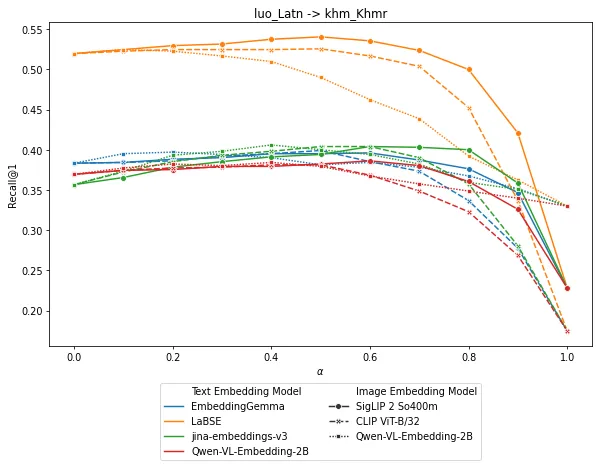 luo_Latn -> khm_Khmr
0.55
0.50
0.45
0.40
0.35
0.30
0.25
0.20
Recall@1
0.0
0.2
0.4
0.6
0.8
1.0
α
Text Embedding Model
EmbeddingGemma
LaBSE
jina-embeddings-v3
Qwen-VL-Embedding-2B
Image Embedding Model
SigLIP 2 So400m
CLIP ViT-B/32
Qwen-VL-Embedding-2B